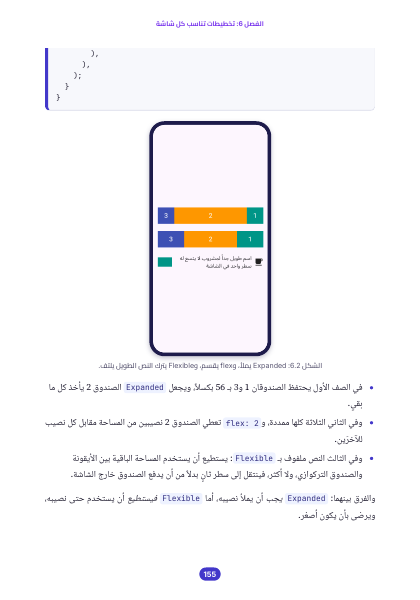 الفصل 6: تخطيطات تناسب كل شاشة
),
),
);
}
}
3 2 1
3 2 1
اسم طويل جداً لمشروب لا يتسع له
سطر واحد في الشاشة
الشكل 6.2: Expanded يملأ، وflex يقسم، وFlexible يترك النص الطويل يلتف.
• في الصف الأول يحتفظ الصندوقان 1 و3 بـ 56 بكسلاً، ويجعل Expanded الصندوق 2 يأخذ كل ما
بقي.
• وفي الثاني الثلاثة كلها ممددة، و flex: 2 تعطي الصندوق 2 نصيبين من المساحة مقابل كل نصيب
للآخرَين.
• وفي الثالث النص ملفوف بـ Flexible : يستطيع أن يستخدم المساحة الباقية بين الأيقونة
والصندوق التركوازي، ولا أكثر، فينتقل إلى سطر ثانٍ بدلاً من أن يدفع الصندوق خارج الشاشة.
والفرق بينهما: Expanded يجب أن يملأ نصيبه، أما Flexible فيستطيع أن يستخدم حتى نصيبه،
ويرضى بأن يكون أصغر.
155